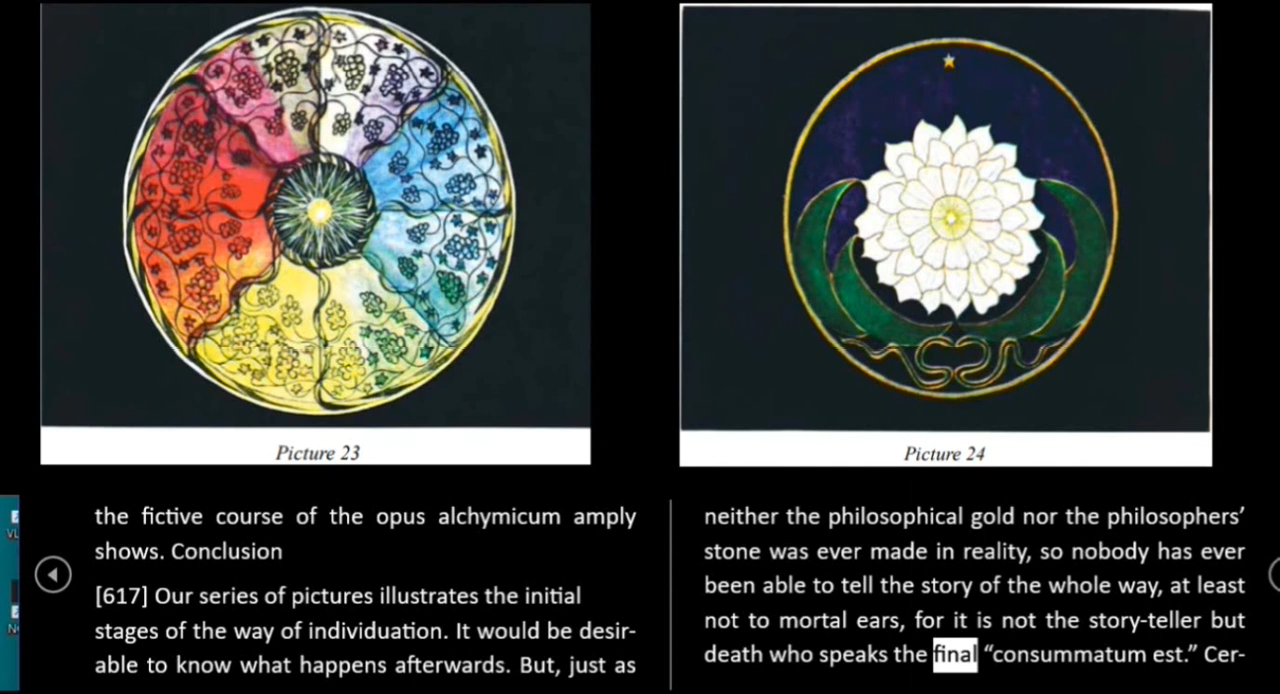 Picture 23
Picture 24
the fictive course of the opus alchymicum amply
shows. Conclusion
[617] Our series of pictures illustrates the initial
stages of the way of individuation. It would be desir-
able to know what happens afterwards. But, just as
neither the philosophical gold nor the philosophers’
stone was ever made in reality, so nobody has ever
been able to tell the story of the whole way, at least
not to mortal ears, for it is not the story-teller but
death who speaks the final “consummatum est.” Cer-
VL